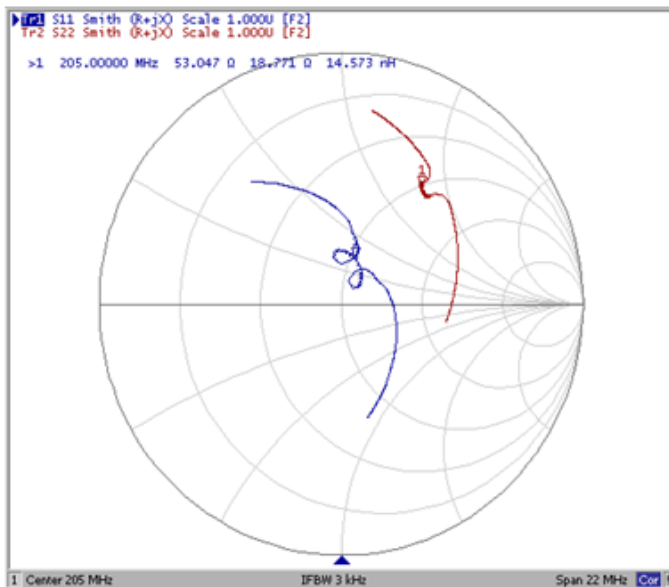 Tr1 S11 Smith (R+jX) Scale 1.000U [F2]
Tr2 S22 Smith (R+jX) Scale 1.000U [F2]
>1 205.00000 MHz 53.047 Ω 18.771 Ω 14.573 nH
1
1 Center 205 MHz IFBW 3 kHz Span 22 MHz Cor